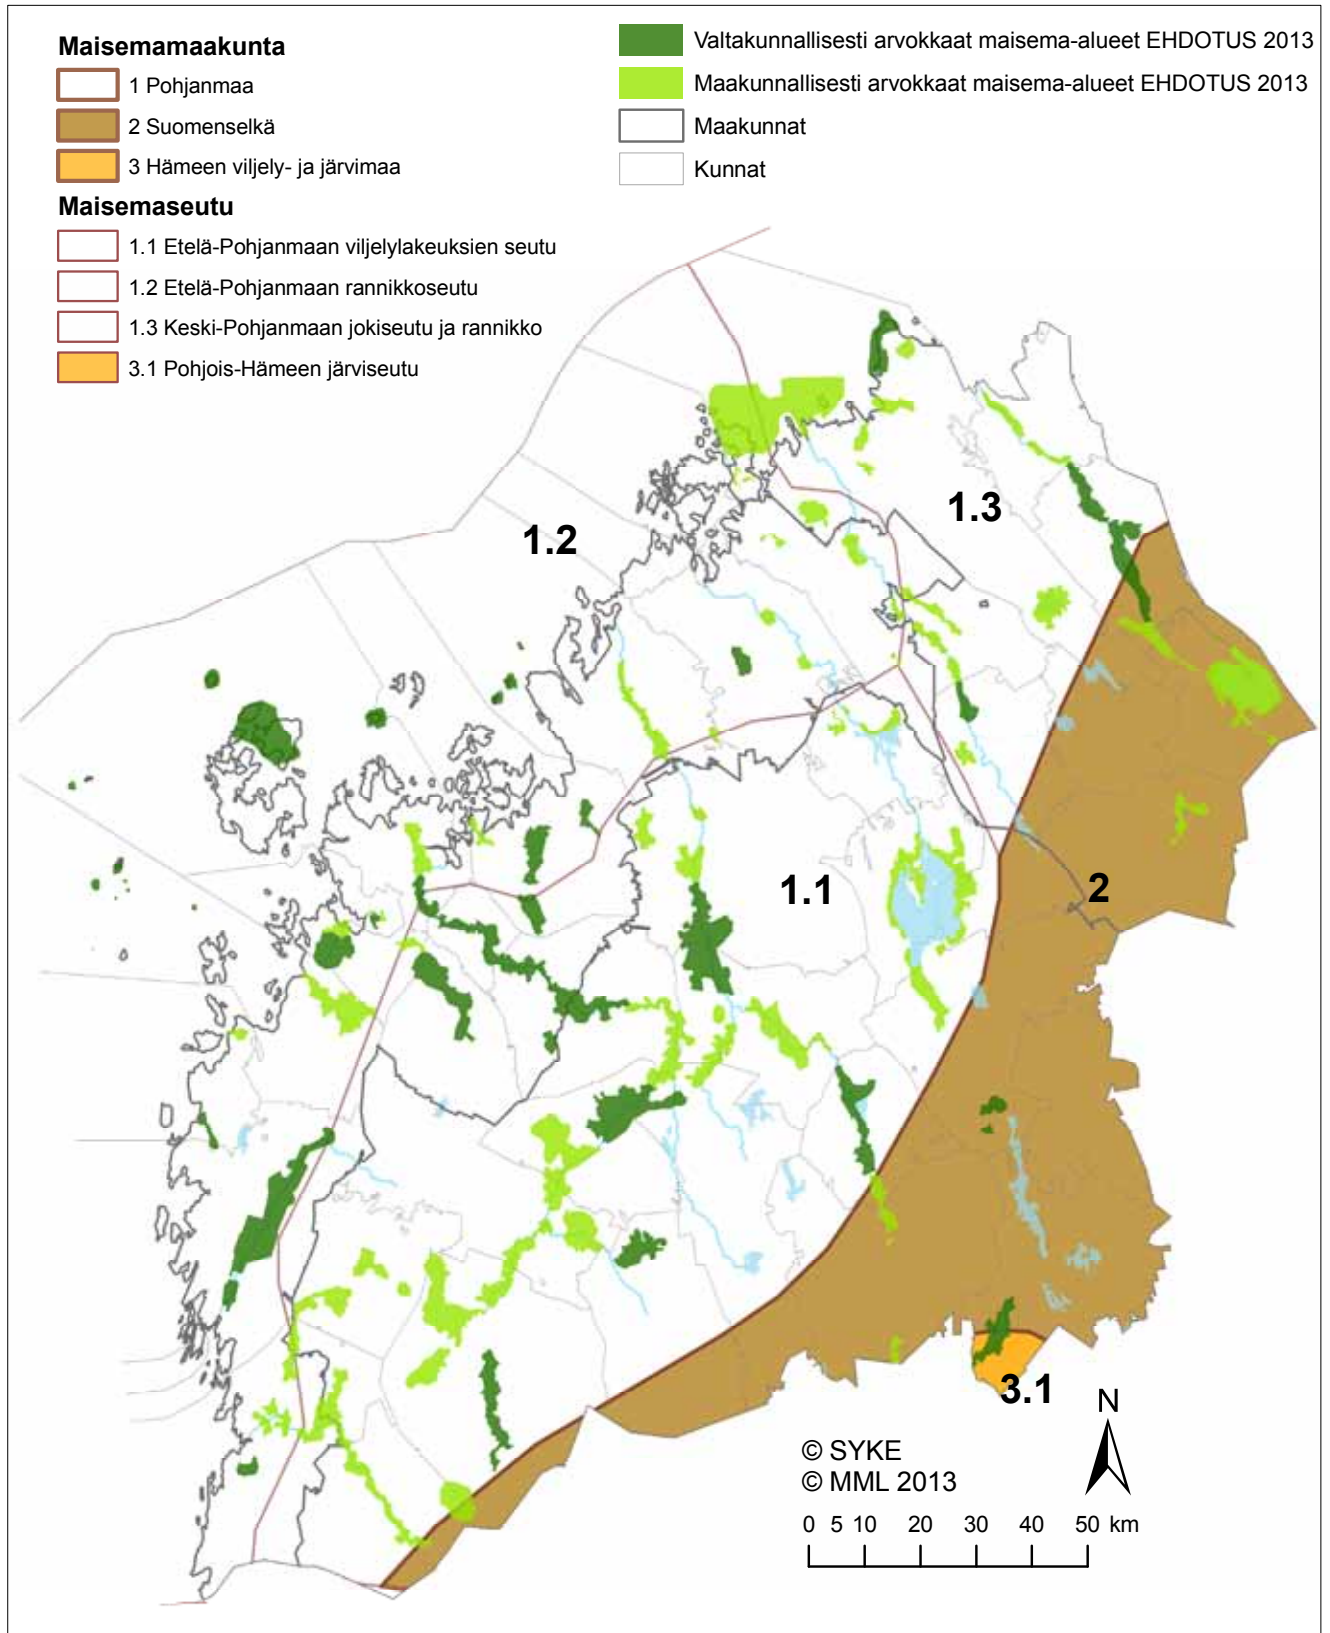 Maisemamaakunta
1 Pohjanmaa
2 Suomenselkä
3 Hämeen viljely- ja järvimaa
Maisemaseutu
1.1 Etelä-Pohjanmaan viljelylakeuksien seutu
1.2 Etelä-Pohjanmaan rannikkoseutu
1.3 Keski-Pohjanmaan jokiseutu ja rannikko
3.1 Pohjois-Hämeen järviseutu
Valtakunnallisesti arvokkaat maisema-alueet EHDOTUS 2013
Maakunnallisesti arvokkaat maisema-alueet EHDOTUS 2013
Maakunnat
Kunnat
1.3
1.2
1.1
2
3.1
N
© SYKE
© MML 2013
0 5 10 20 30 40 50 km